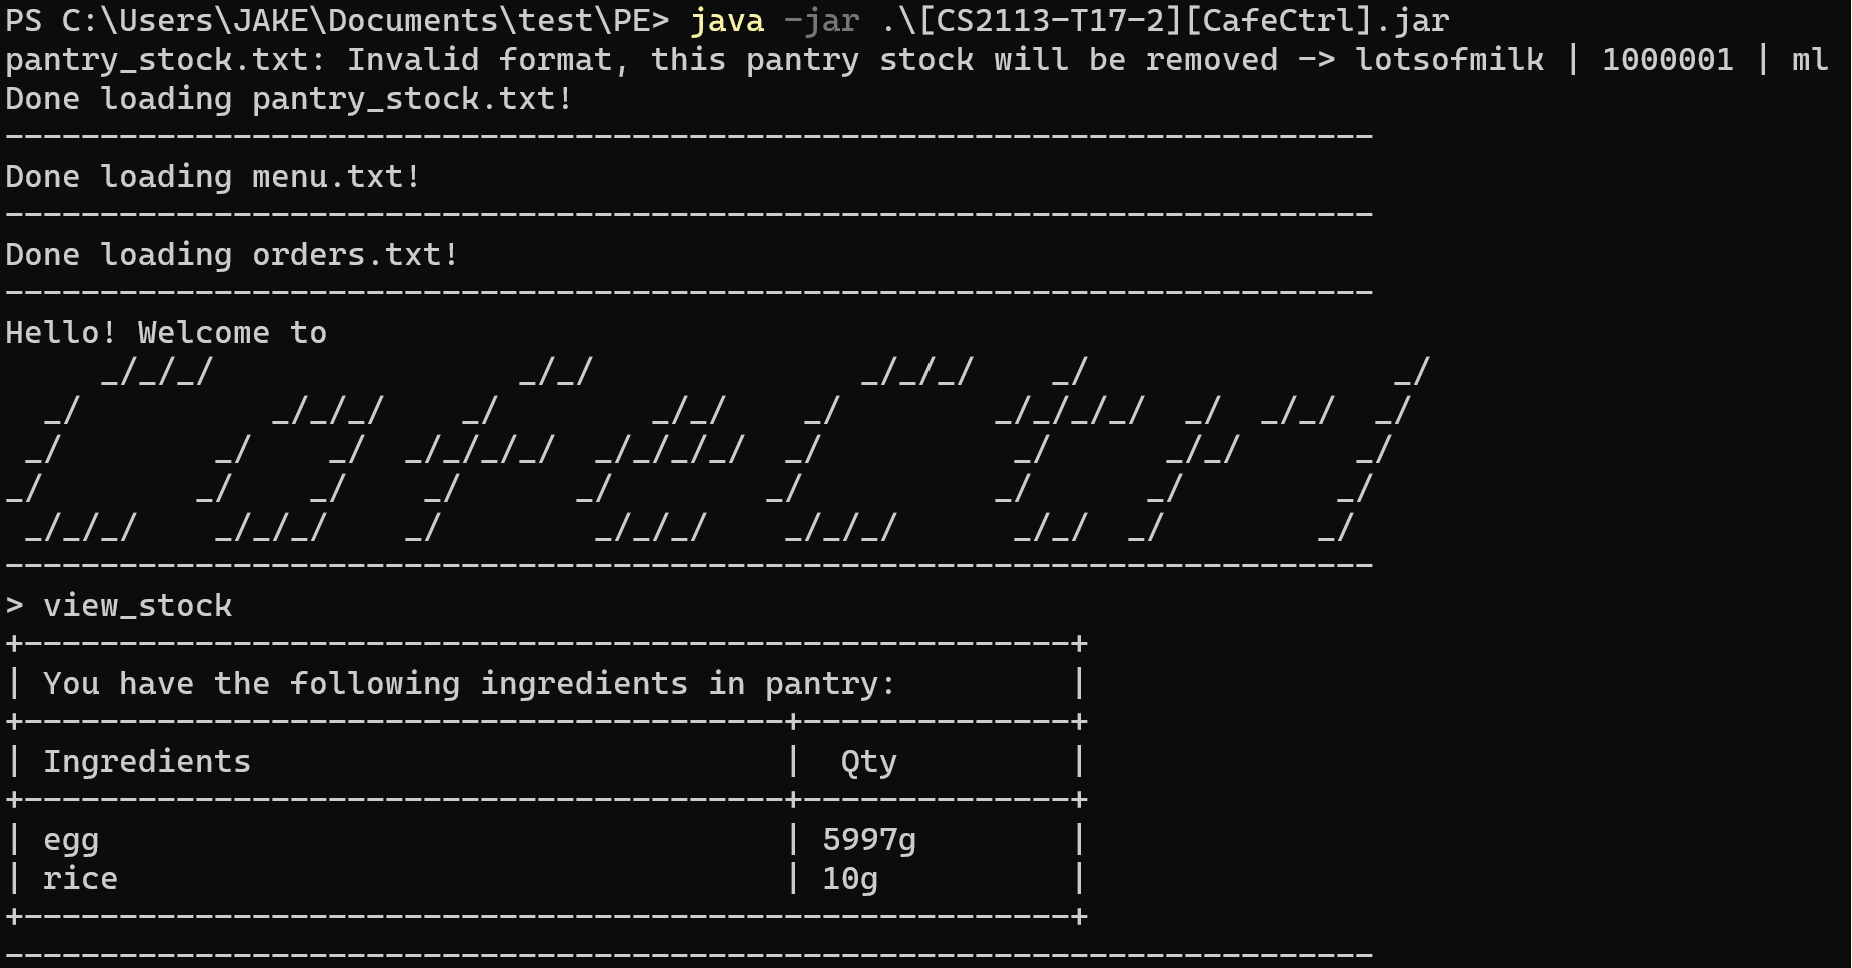 PS C:\Users\JAKE\Documents\test\PE> java -jar .\[CS2113-T17-2][CafeCtrl].jar
pantry_stock.txt: Invalid format, this pantry stock will be removed -> lotsofmilk | 1000001 | ml
Done loading pantry_stock.txt!
------------------------------------------------------------------------
Done loading menu.txt!
------------------------------------------------------------------------
Done loading orders.txt!
------------------------------------------------------------------------
Hello! Welcome to
     _/_/_/                _/_/              _/_/_/    _/                _/
  _/          _/_/_/    _/        _/_/    _/        _/_/_/_/  _/  _/_/  _/
 _/        _/    _/  _/_/_/_/  _/_/_/_/  _/          _/      _/_/      _/
_/        _/    _/    _/      _/        _/          _/      _/        _/
 _/_/_/    _/_/_/    _/        _/_/_/    _/_/_/      _/_/  _/        _/
------------------------------------------------------------------------
> view_stock
+-------------------------------------------------------+
| You have the following ingredients in pantry:         |
+----------------------------------------+--------------+
| Ingredients                            |  Qty         |
+----------------------------------------+--------------+
| egg                                    | 5997g        |
| rice                                   | 10g          |
+-------------------------------------------------------+
------------------------------------------------------------------------